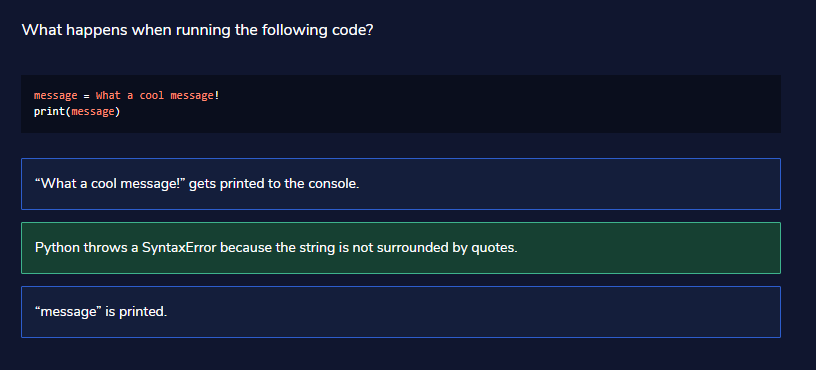 What happens when running the following code?
message = What a cool message!
print(message)
“What a cool message!” gets printed to the console.
Python throws a SyntaxError because the string is not surrounded by quotes.
“message” is printed.